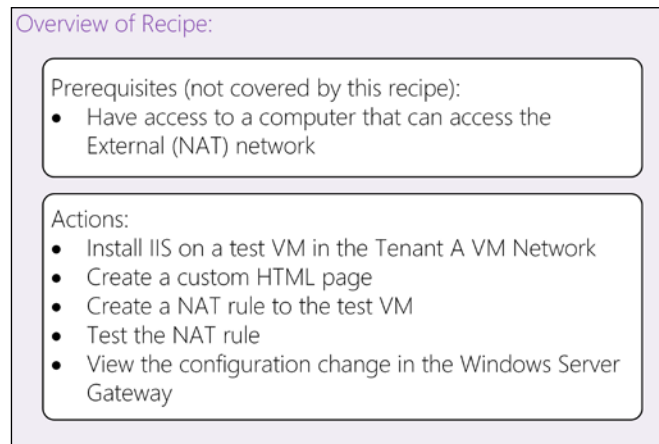 Overview of Recipe:
Prerequisites (not covered by this recipe):
• Have access to a computer that can access the
External (NAT) network
Actions:
• Install IIS on a test VM in the Tenant A VM Network
• Create a custom HTML page
• Create a NAT rule to the test VM
• Test the NAT rule
• View the configuration change in the Windows Server
Gateway